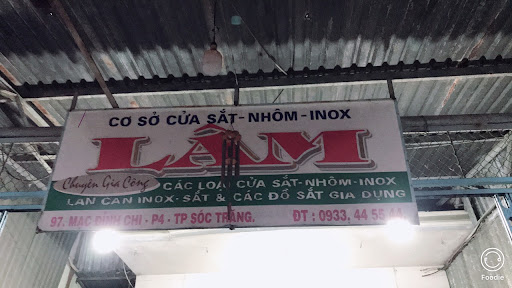 CƠ SỞ CỬA SẮT - NHÔM - INOX
LÂM
Chuyên Gia Công
CÁC LOẠI CỬA SẮT-NHÔM-INOX
LAN CAN INOX - SẮT & CÁC ĐỒ SẮT GIA DỤNG
97. MẠC ĐĨNH CHI - P4 - TP SÓC TRĂNG. ĐT : 0933. 44 55
Foodie